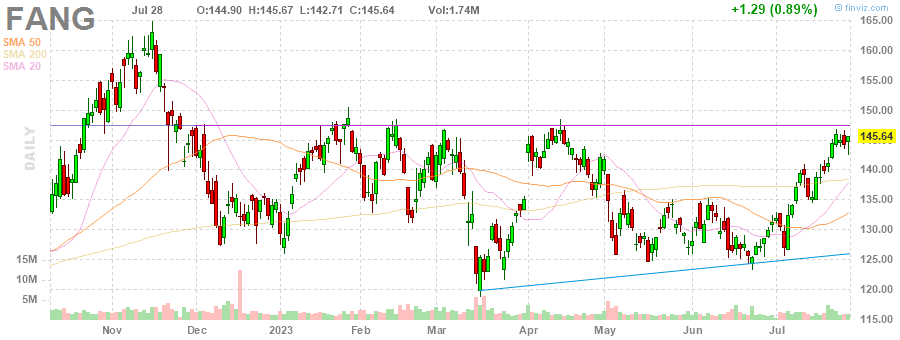 FANG Jul 28 O:144.90 H:145.67 L:142.71 C:145.64 Vol:1.74M +1.29 (0.89%) © finviz.com
SMA 50
SMA 200
SMA 20
DAILY
165.00
160.00
155.00
150.00
145.64
140.00
135.00
130.00
125.00
120.00
115.00
15M
10M
5M
Nov Dec 2023 Feb Mar Apr May Jun Jul